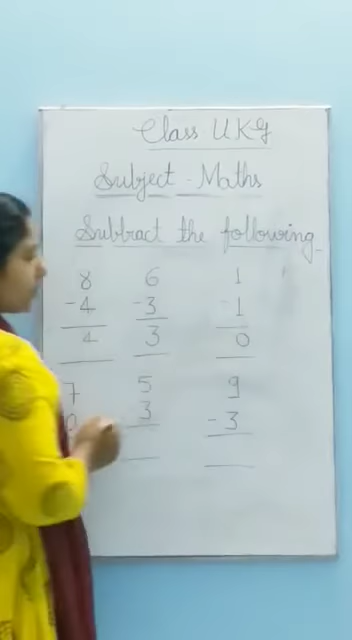 Class UKG
Subject - Maths
Subtract the following
8 6 1
-4 -3 -1
4 3 0
7 5 9
0 3 -3